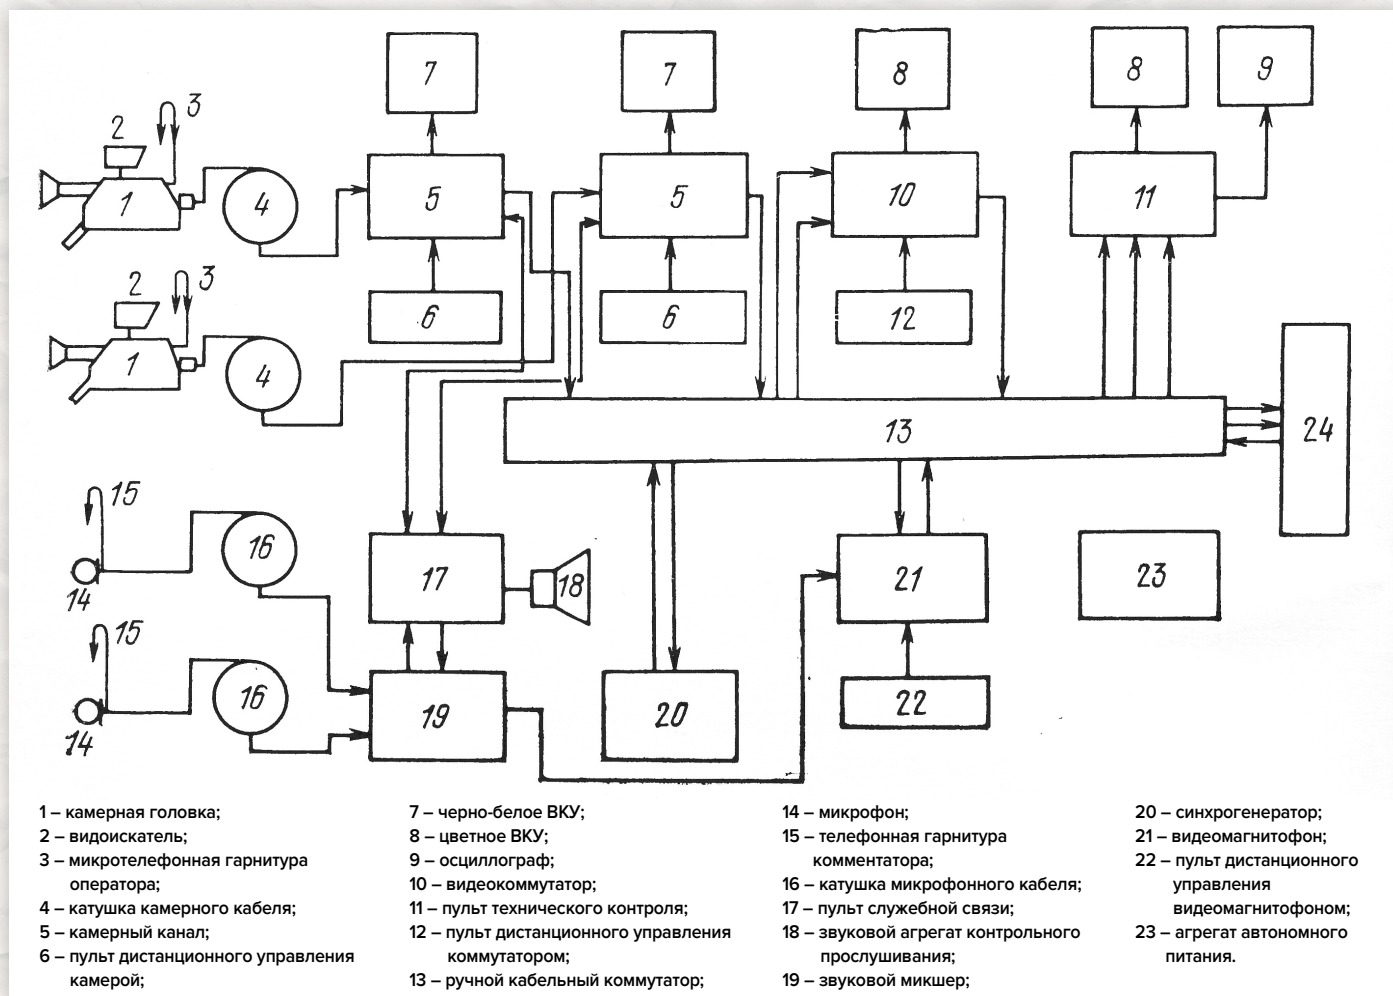 7
7
8
8
9
3
2
1
4
5
5
10
11
3
2
1
4
6
6
12
13
24
15
16
14
17
18
21
23
15
16
14
19
20
22
1 – камерная головка;
2 – видоискатель;
3 – микротелефонная гарнитура
оператора;
4 – катушка камерного кабеля;
5 – камерный канал;
6 – пульт дистанционного управления
камерой;
7 – черно-белое ВКУ;
8 – цветное ВКУ;
9 – осциллограф;
10 – видеокоммутатор;
11 – пульт технического контроля;
12 – пульт дистанционного управления
коммутатором;
13 – ручной кабельный коммутатор;
14 – микрофон;
15 – телефонная гарнитура
комментатора;
16 – катушка микрофонного кабеля;
17 – пульт служебной связи;
18 – звуковой агрегат контрольного
прослушивания;
19 – звуковой микшер;
20 – синхрогенератор;
21 – видеомагнитофон;
22 – пульт дистанционного
управления
видеомагнитофоном;
23 – агрегат автономного
питания.